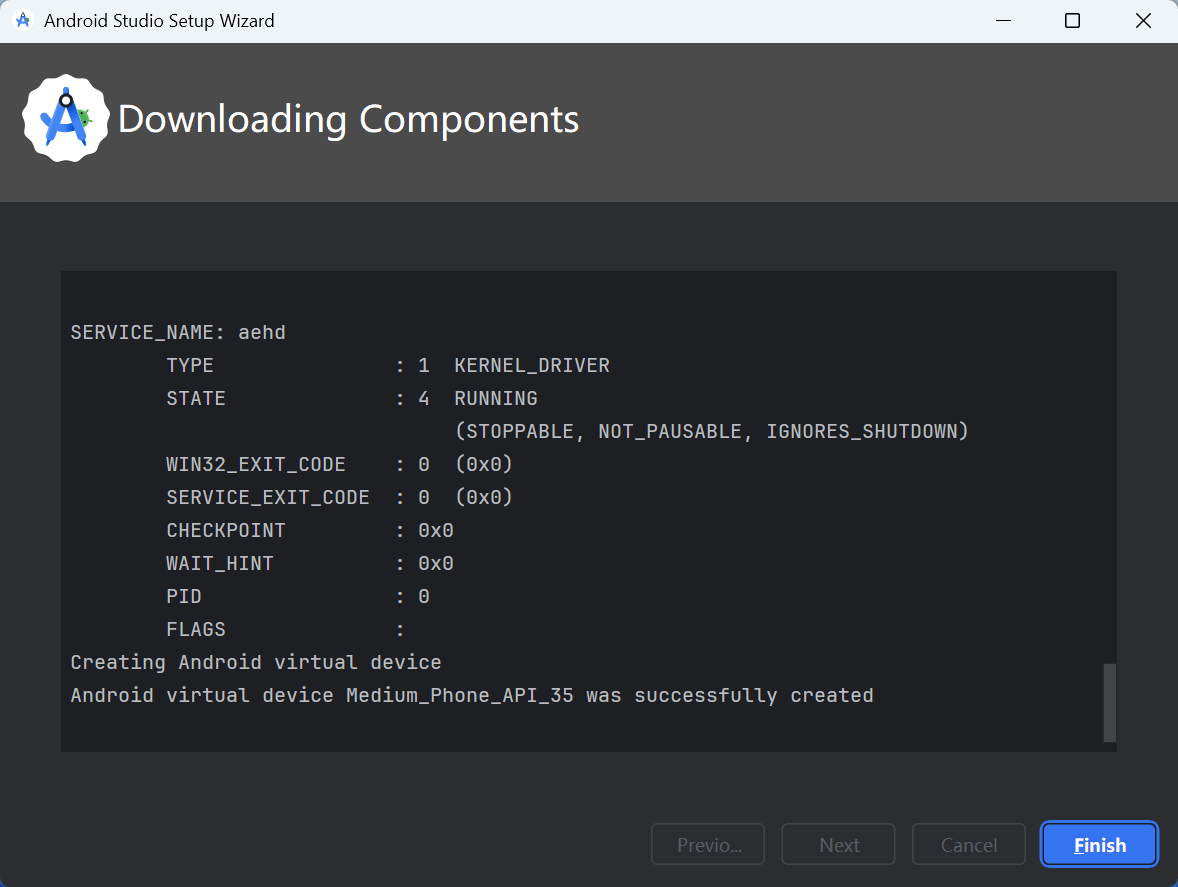 Android Studio Setup Wizard
Downloading Components
SERVICE_NAME: aehd
TYPE : 1 KERNEL_DRIVER
STATE : 4 RUNNING
(STOPPABLE, NOT_PAUSABLE, IGNORES_SHUTDOWN)
WIN32_EXIT_CODE : 0 (0x0)
SERVICE_EXIT_CODE : 0 (0x0)
CHECKPOINT : 0x0
WAIT_HINT : 0x0
PID : 0
FLAGS :
Creating Android virtual device
Android virtual device Medium_Phone_API_35 was successfully created
Previo... Next Cancel Finish